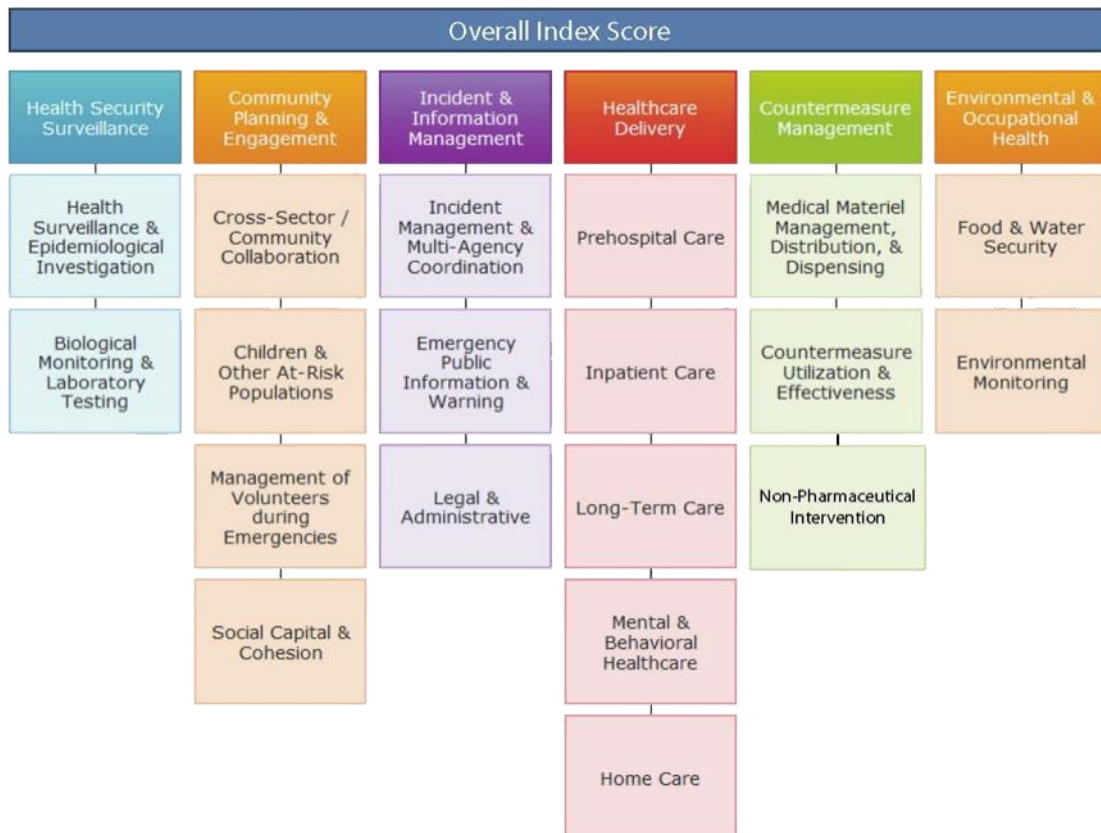 Overall Index Score
Health Security
Surveillance
Health
Surveillance &
Epidemiological
Investigation
Biological
Monitoring &
Laboratory
Testing
Community
Planning &
Engagement
Cross-Sector /
Community
Collaboration
Children &
Other At-Risk
Populations
Management of
Volunteers
during
Emergencies
Social Capital &
Cohesion
Incident &
Information
Management
Incident
Management &
Multi-Agency
Coordination
Emergency
Public
Information &
Warning
Legal &
Administrative
Healthcare
Delivery
Prehospital Care
Inpatient Care
Long-Term Care
Mental &
Behavioral
Healthcare
Home Care
Countermeasure
Management
Medical Materiel
Management,
Distribution, &
Dispensing
Countermeasure
Utilization &
Effectiveness
Non-Pharmaceutical
Intervention
Environmental &
Occupational
Health
Food & Water
Security
Environmental
Monitoring